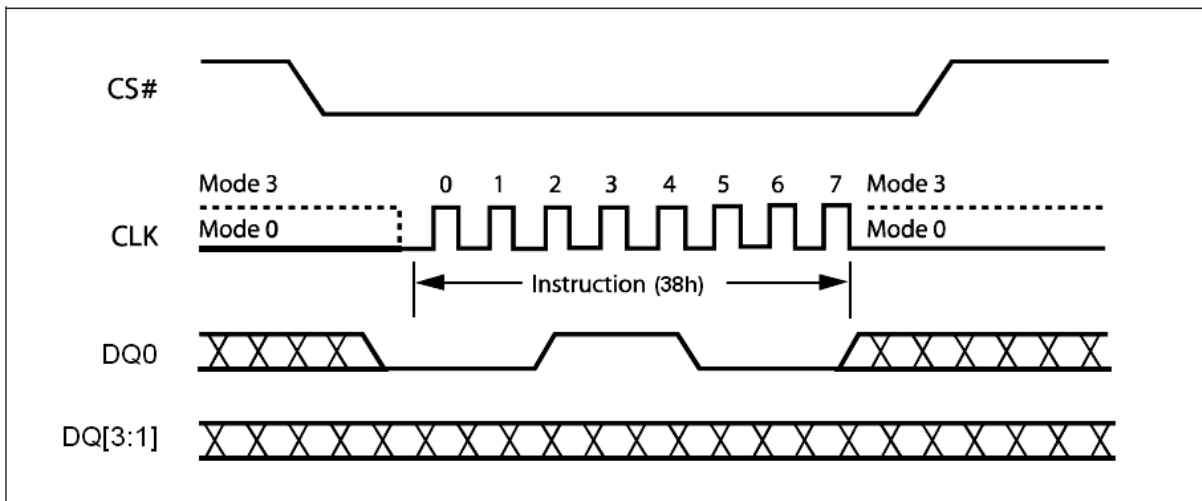 CS#
Mode 3
0 1 2 3 4 5 6 7
Mode 3
CLK
Mode 0
Mode 0
Instruction (38h)
DQ0
DQ[3:1]